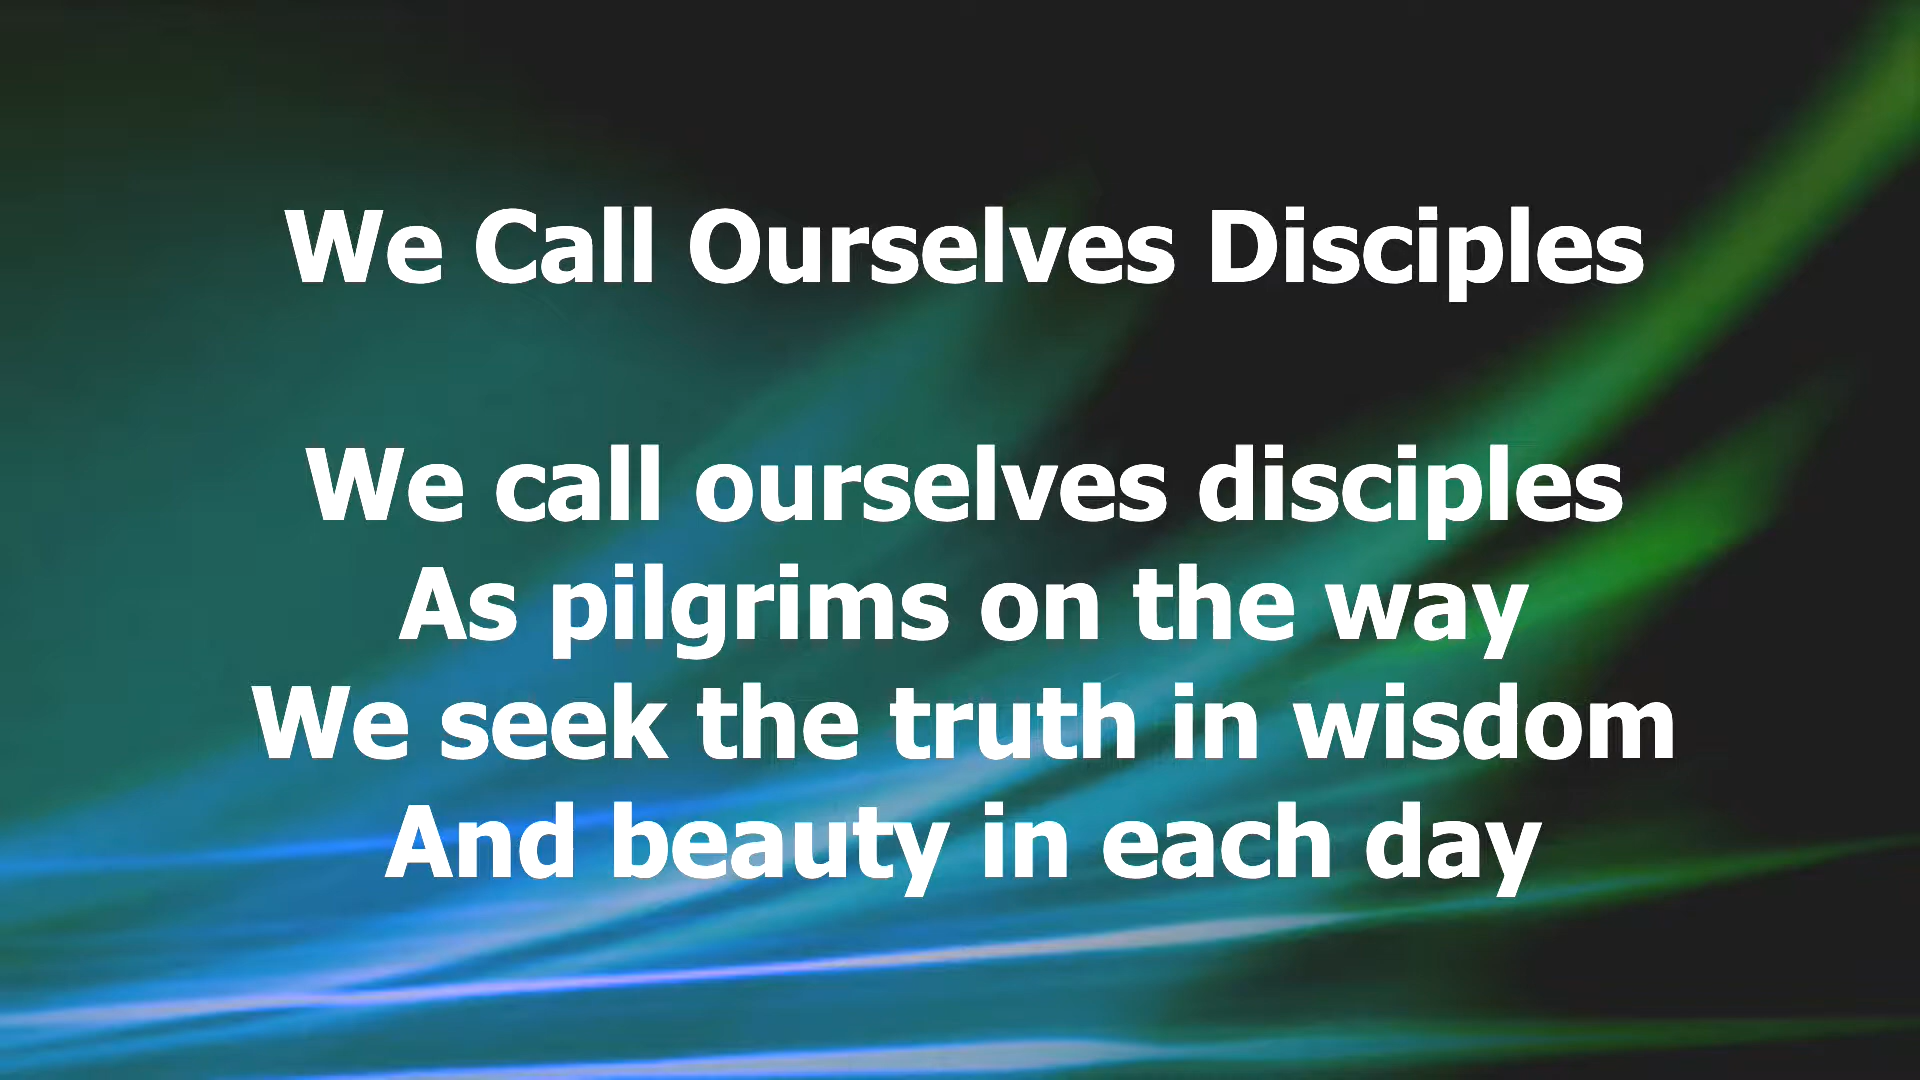 We Call Ourselves Disciples
We call ourselves disciples
As pilgrims on the way
We seek the truth in wisdom
And beauty in each day